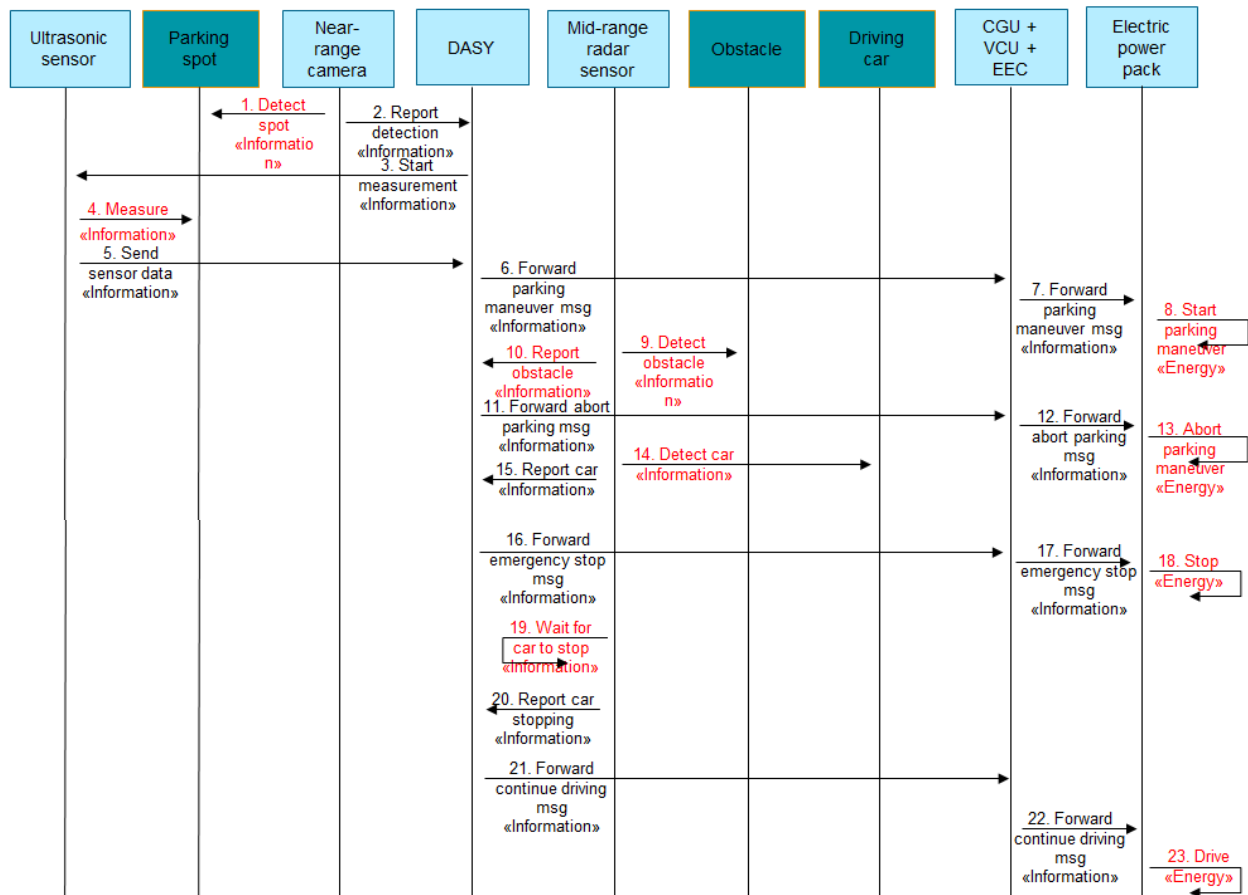 Ultrasonic
sensor
Parking
spot
Near-
range
camera
DASY
Mid-range
radar
sensor
Obstacle
Driving
car
CGU +
VCU +
EEC
Electric
power
pack
1. Detect
spot
«Informatio
n»
2. Report
detection
«Information»
3. Start
measurement
«Information»
4. Measure
«Information»
5. Send
sensor data
«Information»
6. Forward
parking
maneuver msg
«Information»
7. Forward
parking
maneuver msg
«Information»
8. Start
parking
maneuver
«Energy»
9. Detect
obstacle
«Informatio
n»
10. Report
obstacle
«Information»
11. Forward abort
parking msg
«Information»
12. Forward
abort parking
msg
«Information»
13. Abort
parking
maneuver
«Energy»
14. Detect car
«Information»
15. Report car
«Information»
16. Forward
emergency stop
msg
«Information»
17. Forward
emergency stop
msg
«Information»
18. Stop
«Energy»
19. Wait for
car to stop
«Information»
20. Report car
stopping
«Information»
21. Forward
continue driving
msg
«Information»
22. Forward
continue driving
msg
«Information»
23. Drive
«Energy»